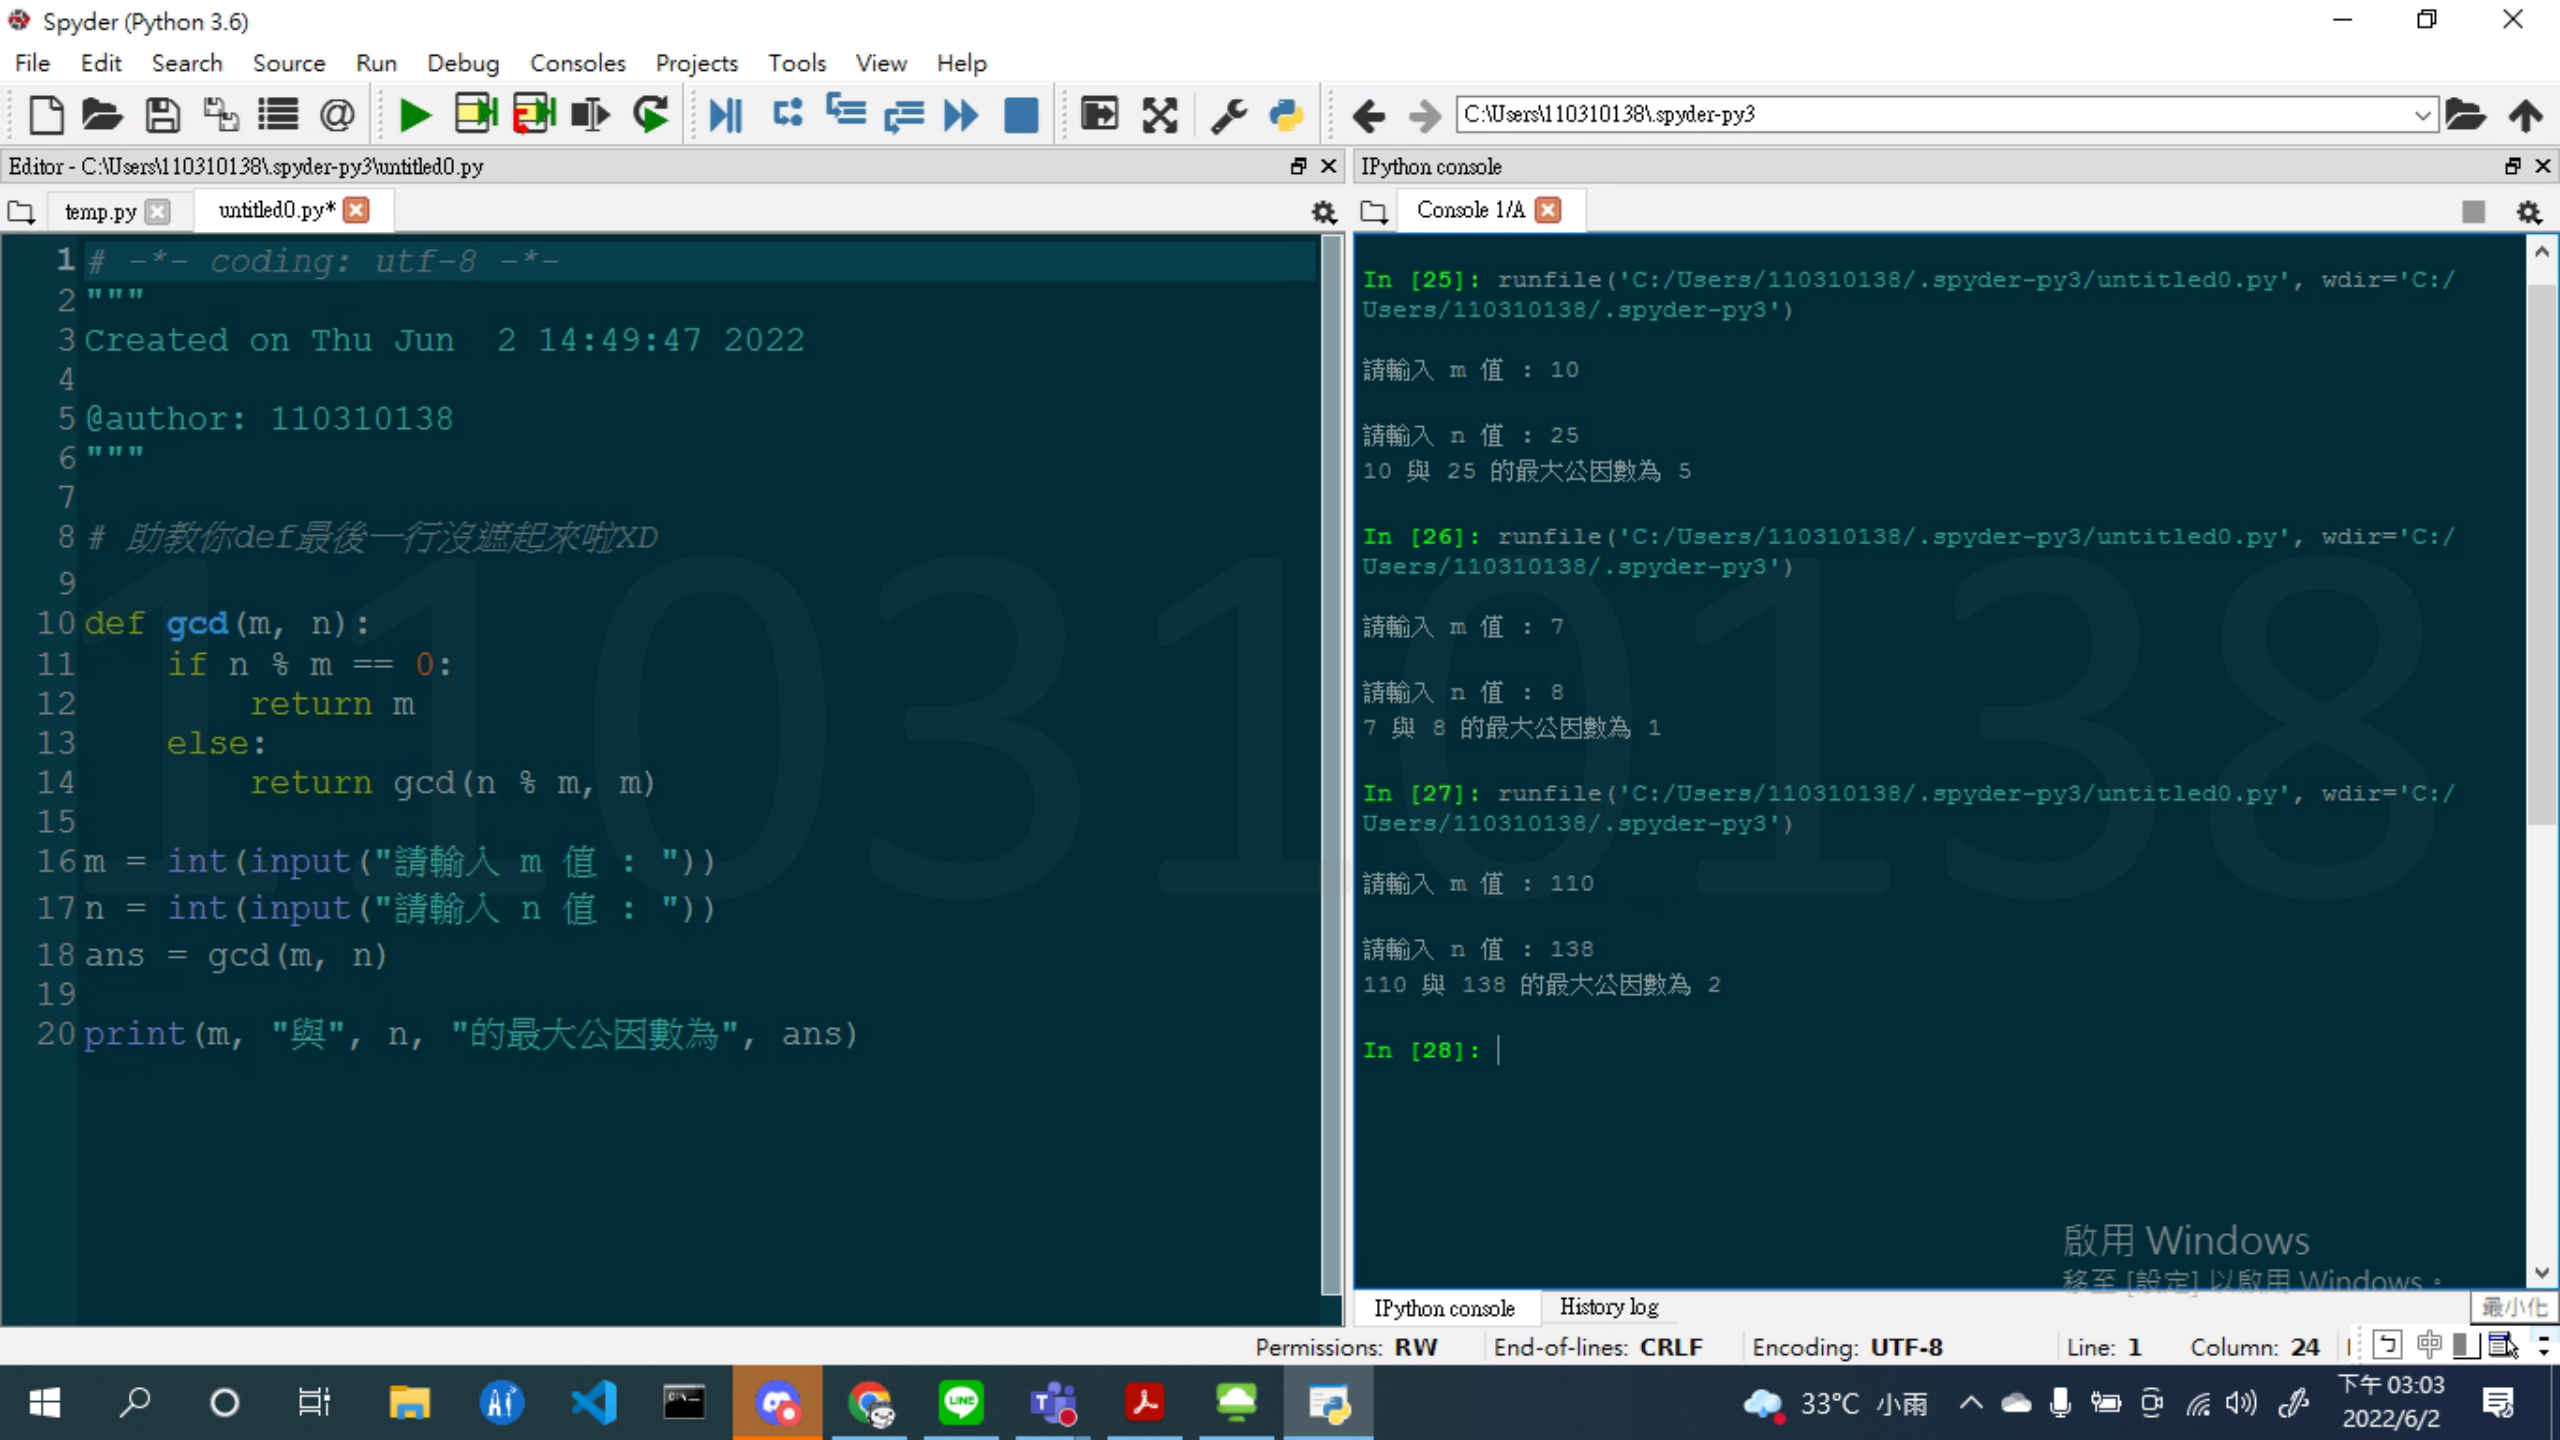 Spyder (Python 3.6)
File Edit Search Source Run Debug Consoles Projects Tools View Help
C:\Users\110310138\.spyder-py3
Editor - C:\Users\110310138\.spyder-py3\untitled0.py
temp.py untitled0.py*
1 # -*- coding: utf-8 -*-
2 """
3 Created on Thu Jun  2 14:49:47 2022
4
5 @author: 110310138
6 """
7
8 # 助教你def最後一行沒遮起來啦XD
9
10 def gcd(m, n):
11     if n % m == 0:
12         return m
13     else:
14         return gcd(n % m, m)
15
16 m = int(input("請輸入 m 值 : "))
17 n = int(input("請輸入 n 值 : "))
18 ans = gcd(m, n)
19
20 print(m, "與", n, "的最大公因數為", ans)
110310138
IPython console
Console 1/A
In [25]: runfile('C:/Users/110310138/.spyder-py3/untitled0.py', wdir='C:/
Users/110310138/.spyder-py3')
請輸入 m 值 : 10
請輸入 n 值 : 25
10 與 25 的最大公因數為 5
In [26]: runfile('C:/Users/110310138/.spyder-py3/untitled0.py', wdir='C:/
Users/110310138/.spyder-py3')
請輸入 m 值 : 7
請輸入 n 值 : 8
7 與 8 的最大公因數為 1
In [27]: runfile('C:/Users/110310138/.spyder-py3/untitled0.py', wdir='C:/
Users/110310138/.spyder-py3')
請輸入 m 值 : 110
請輸入 n 值 : 138
110 與 138 的最大公因數為 2
In [28]:
啟用 Windows
移至 [設定] 以啟用 Windows。
IPython console History log
最小化
Permissions: RW End-of-lines: CRLF Encoding: UTF-8 Line: 1 Column: 24
ㄅ 中
33°C 小雨
下午 03:03
2022/6/2